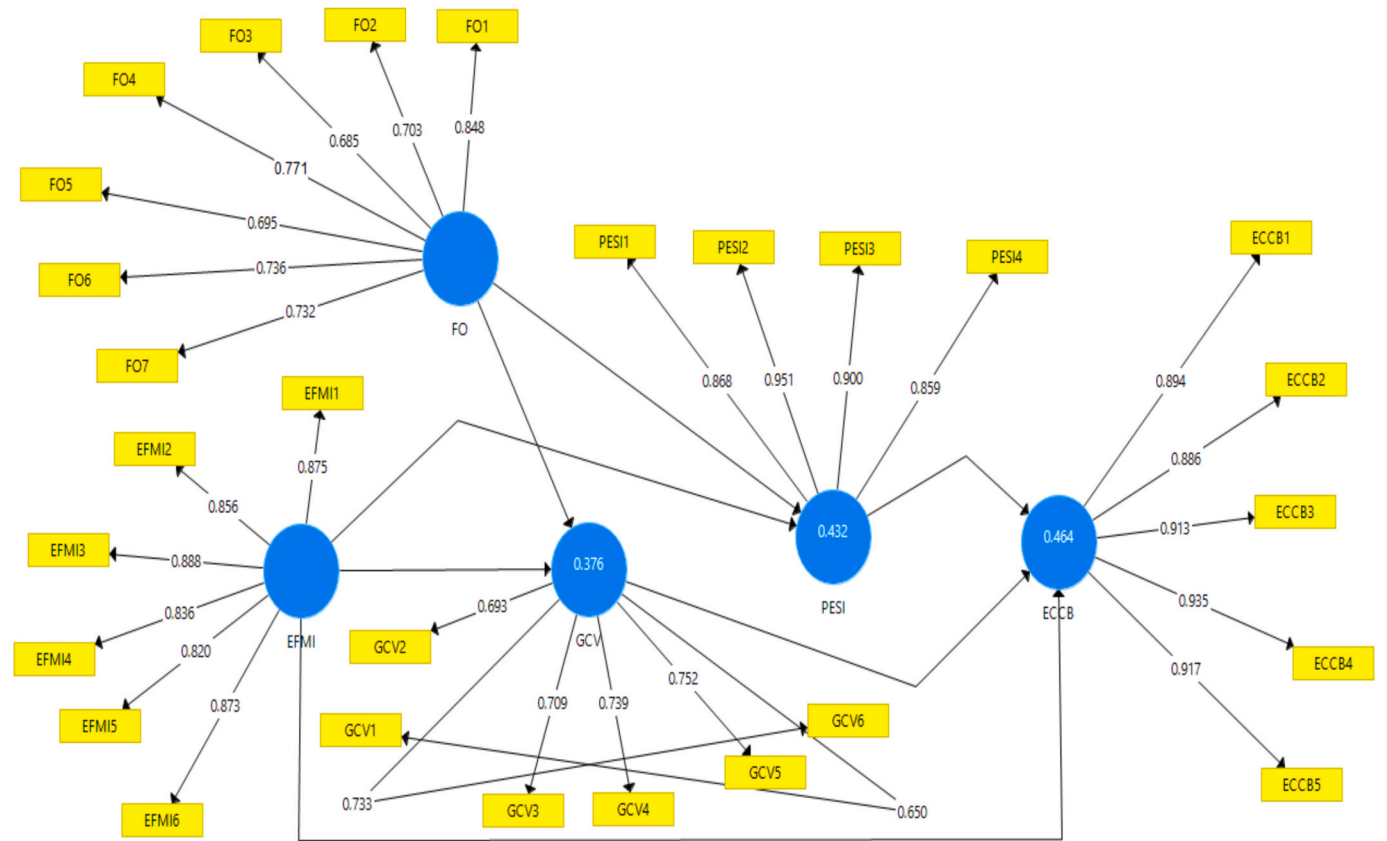 FO1
FO2
FO3
FO4
FO5
FO6
FO7
0.848
0.703
0.685
0.771
0.695
0.736
0.732
FO
PESI1
PESI2
PESI3
PESI4
0.868
0.951
0.900
0.859
0.432
PESI
ECCB1
ECCB2
ECCB3
ECCB4
ECCB5
0.894
0.886
0.913
0.935
0.917
0.464
ECCB
EFMI1
EFMI2
EFMI3
EFMI4
EFMI5
EFMI6
0.875
0.856
0.888
0.836
0.820
0.873
EFMI
0.376
GCV
GCV2
0.693
GCV1
GCV3
GCV4
GCV5
GCV6
0.709
0.739
0.752
0.733
0.650